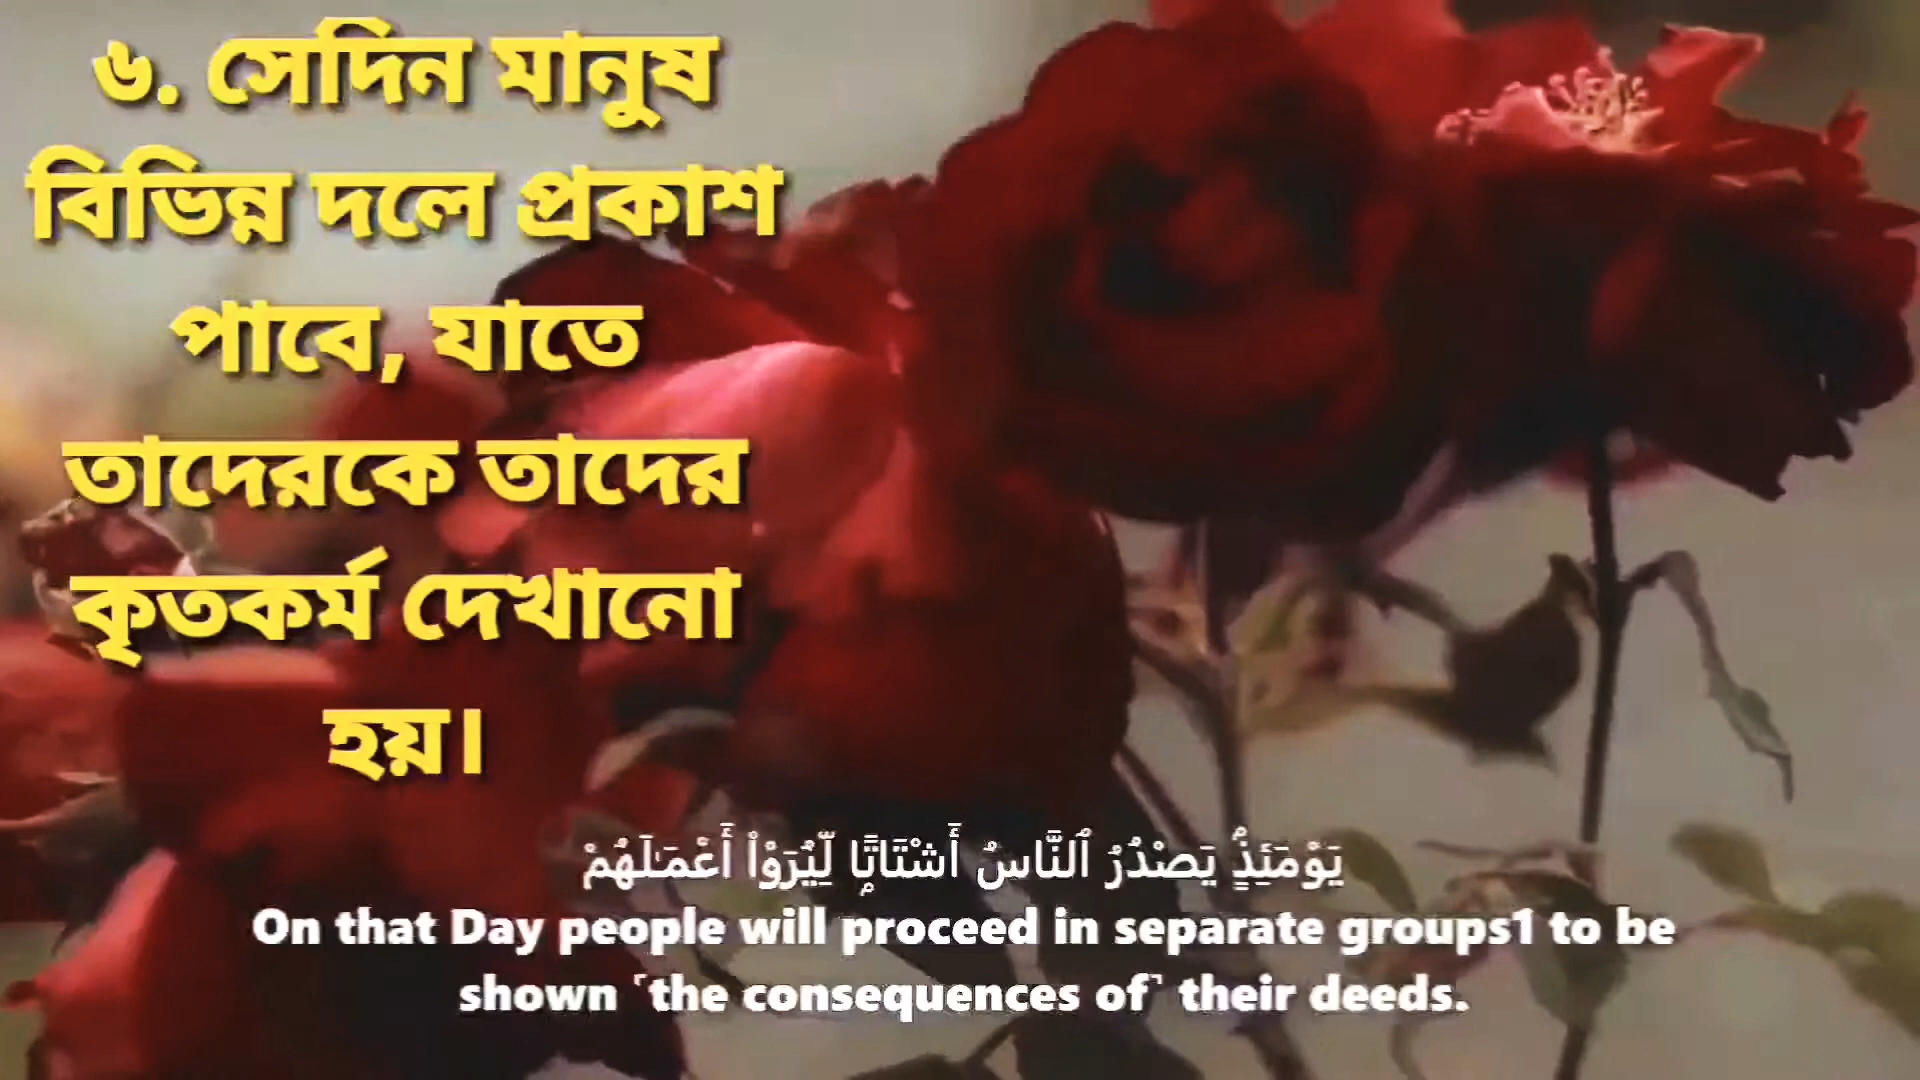 ৬. সেদিন মানুষ
বিভিন্ন দলে প্রকাশ
পাবে, যাতে
তাদেরকে তাদের
কৃতকর্ম দেখানো
হয়।
يَوْمَئِذٍۢ يَصْدُرُ ٱلنَّاسُ أَشْتَاتًۭا لِّيُرَوْا۟ أَعْمَـٰلَهُمْ
On that Day people will proceed in separate groups1 to be
shown ˹the consequences of˺ their deeds.